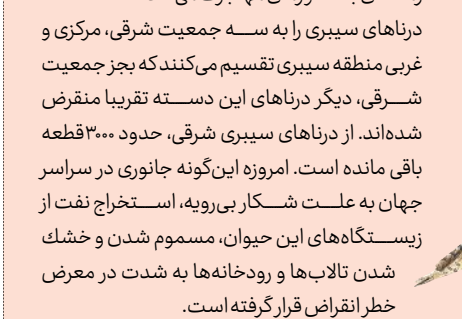 درناهای سیبری را به سه جمعیت شرقی، مرکزی و
غربی منطقه سیبری تقسیم می‌کنند که بجز جمعیت
شرقی، دیگر درناهای این دسته تقریبا منقرض
شده‌اند. از درناهای سیبری شرقی، حدود ۳۰۰۰قطعه
باقی مانده است. امروزه این‌گونه جانوری در سراسر
جهان به علت شکار بی‌رویه، استخراج نفت از
زیستگاه‌های این حیوان، مسموم شدن و خشك
شدن تالاب‌ها و رودخانه‌ها به شدت در معرض
خطر انقراض قرار گرفته است.